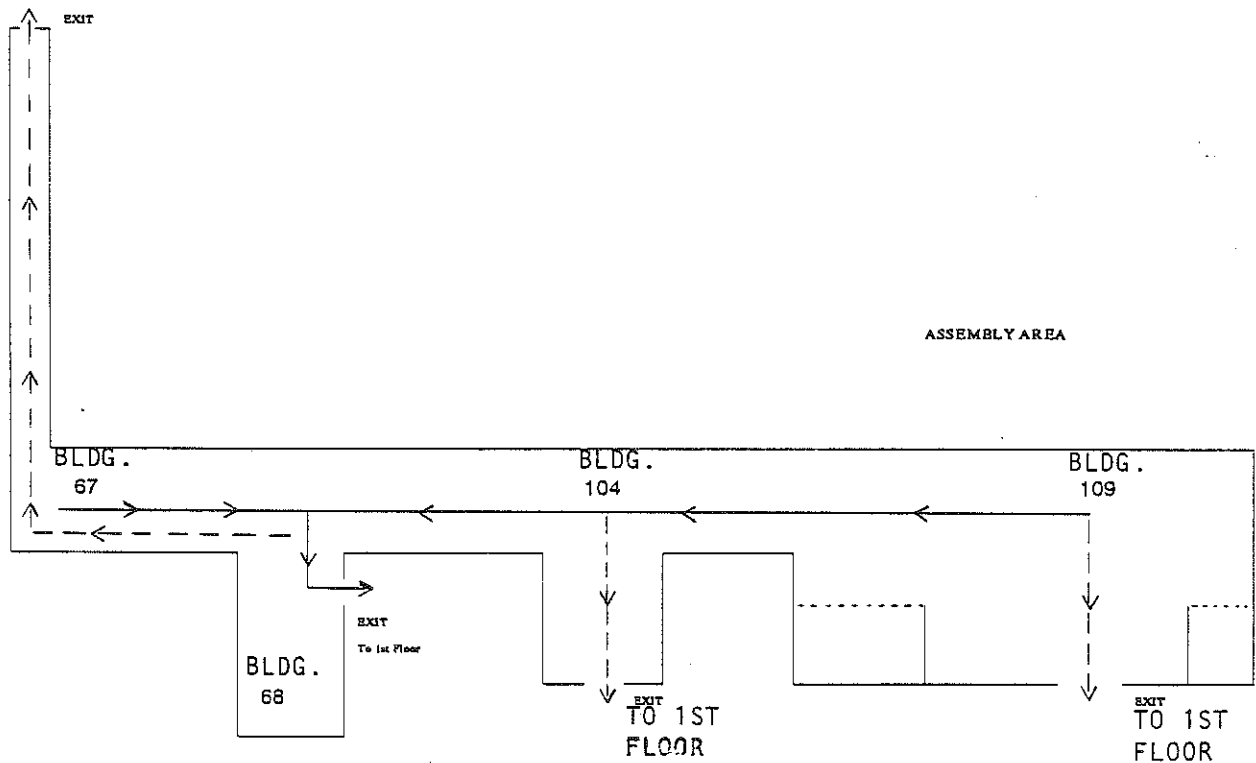 EXIT
ASSEMBLY AREA
BLDG.
67
BLDG.
104
BLDG.
109
EXIT
To 1st Floor
BLDG.
68
EXIT
TO 1ST
FLOOR
EXIT
TO 1ST
FLOOR